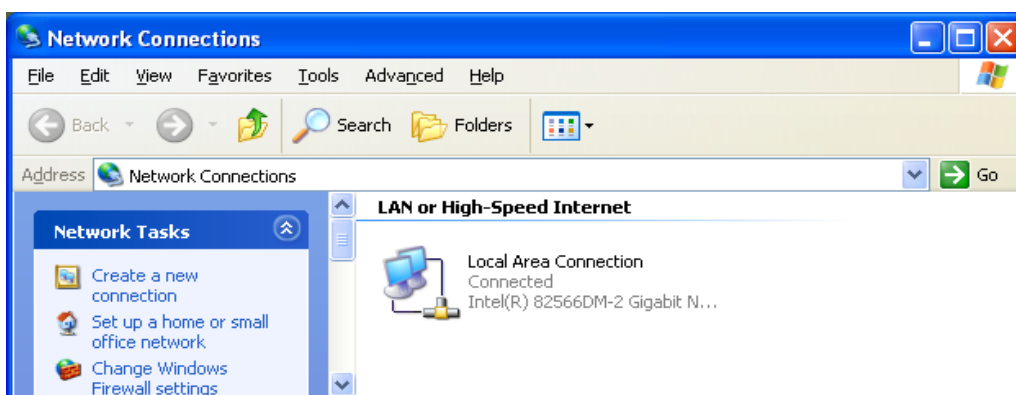 Network Connections
File Edit View Favorites Tools Advanced Help
Back Search Folders
Address Network Connections Go
Network Tasks
Create a new
connection
Set up a home or small
office network
Change Windows
Firewall settings
LAN or High-Speed Internet
Local Area Connection
Connected
Intel(R) 82566DM-2 Gigabit N...